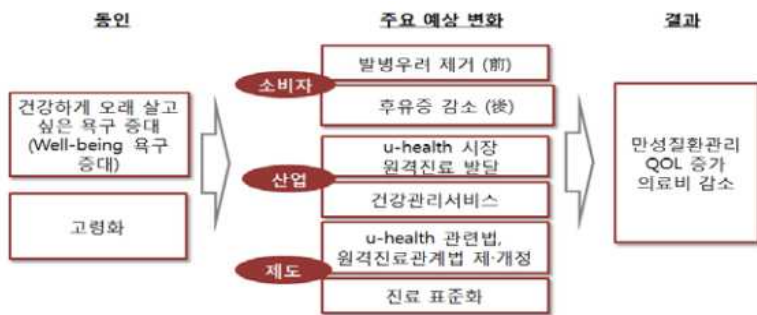 동인
주요 예상 변화
결과
건강하게 오래 살고
싶은 욕구 증대
(Well-being 욕구
증대)
고령화
소비자
발병우려 제거 (前)
후유증 감소 (後)
산업
u-health 시장
원격진료 발달
건강관리서비스
제도
u-health 관련법,
원격진료관계법 제·개정
진료 표준화
만성질환관리
QOL 증가
의료비 감소